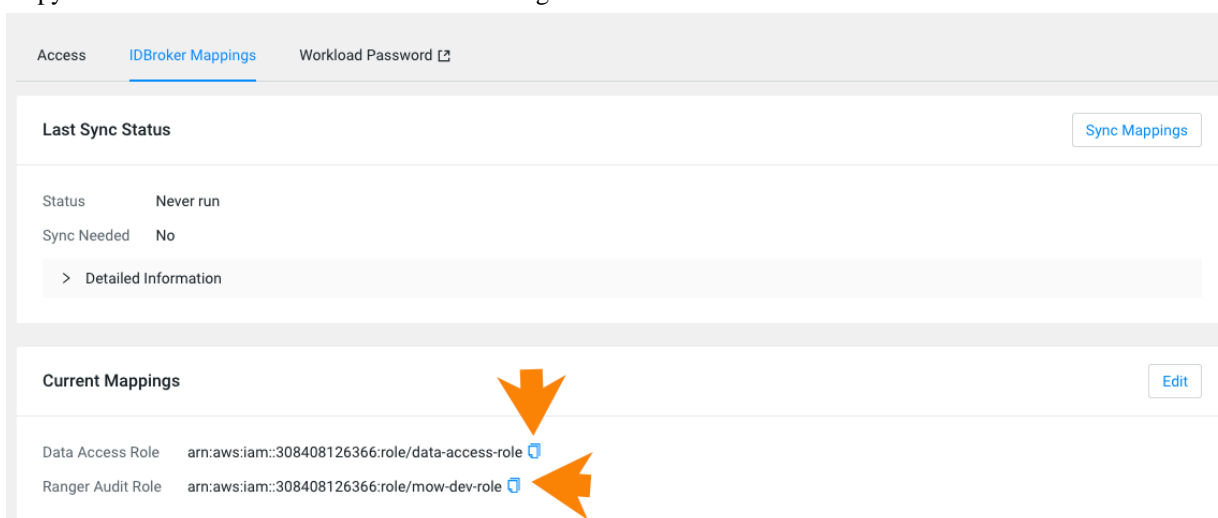 Access IDBroker Mappings Workload Password
Last Sync Status Sync Mappings
Status Never run
Sync Needed No
> Detailed Information
Current Mappings Edit
Data Access Role arn:aws:iam::308408126366:role/data-access-role
Ranger Audit Role arn:aws:iam::308408126366:role/mow-dev-role